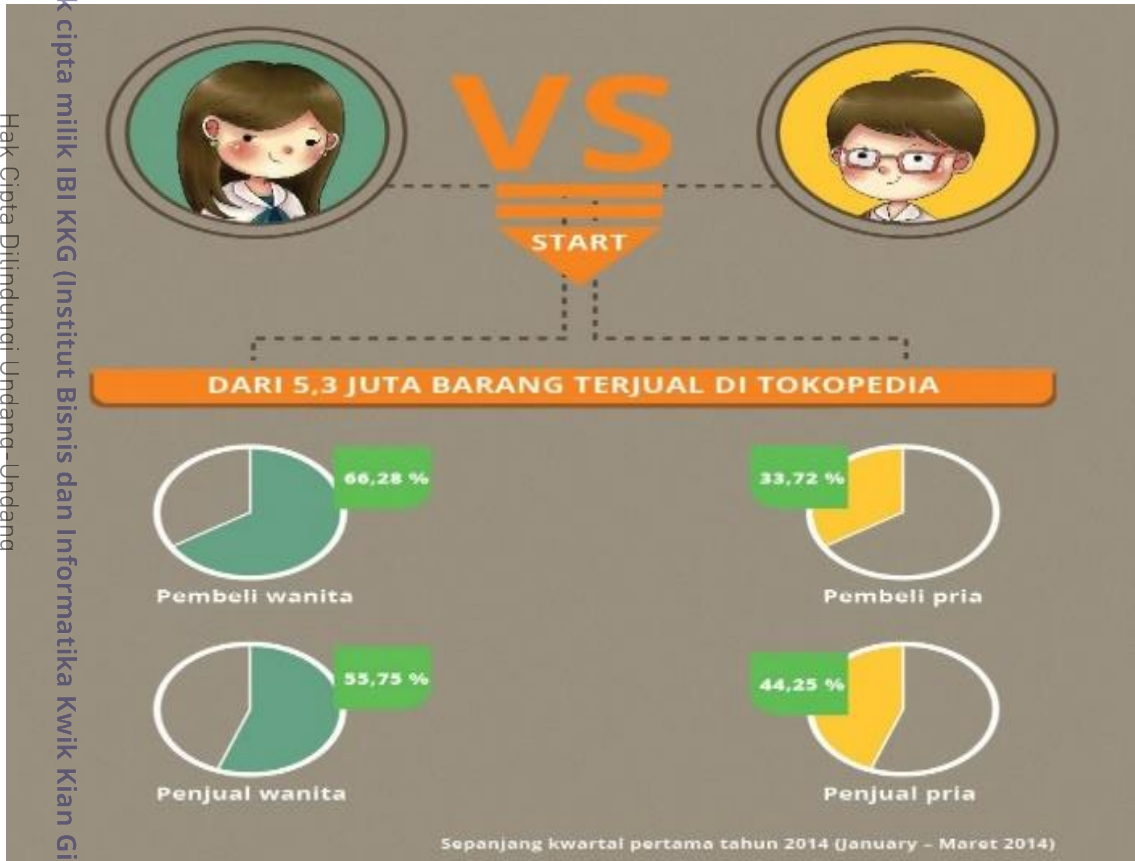 k cipta milik IBI KKG (Institut Bisnis dan Informatika Kwik Kian Gi
Hak Cipta Dilindungi Undang-Undang
VS
START
DARI 5,3 JUTA BARANG TERJUAL DI TOKOPEDIA
66,28 %
33,72 %
Pembeli wanita
Pembeli pria
55,75 %
44,25 %
Penjual wanita
Penjual pria
Sepanjang kwartal pertama tahun 2014 (January – Maret 2014)